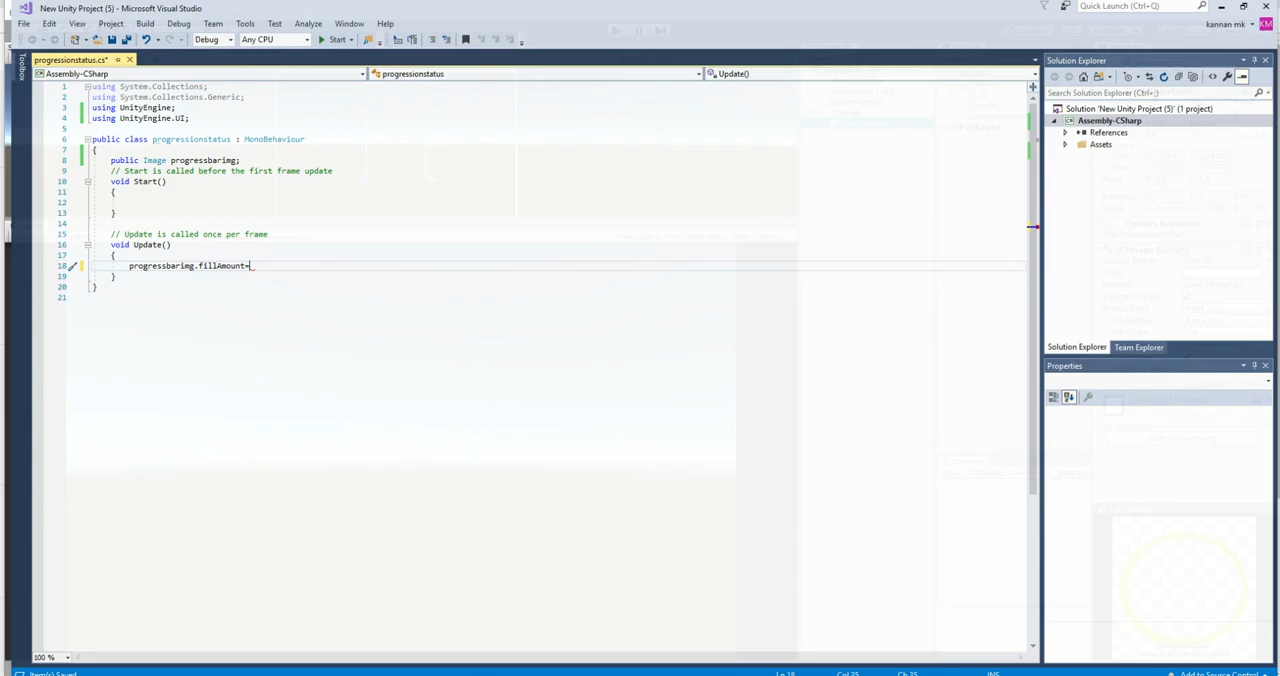 New Unity Project (5) - Microsoft Visual Studio
Quick Launch (Ctrl+Q)
File Edit View Project Build Debug Team Tools Test Analyze Window Help
kannan mk
KM
Debug Any CPU Start
progressionstatus.cs*
Toolbox
Assembly-CSharp progressionstatus Update()
1 using System.Collections;
2 using System.Collections.Generic;
3 using UnityEngine;
4 using UnityEngine.UI;
5
6 public class progressionstatus : MonoBehaviour
7 {
8 public Image progressbarimg;
9 // Start is called before the first frame update
10 void Start()
11 {
12
13 }
14
15 // Update is called once per frame
16 void Update()
17 {
18 progressbarimg.fillAmount=
19 }
20 }
21
100 %
Solution Explorer
Search Solution Explorer (Ctrl+;)
Solution 'New Unity Project (5)' (1 project)
Assembly-CSharp
References
Assets
Solution Explorer Team Explorer
Properties
Item(s) Saved Ln 18 Col 35 Ch 35 INS Add to Source Control